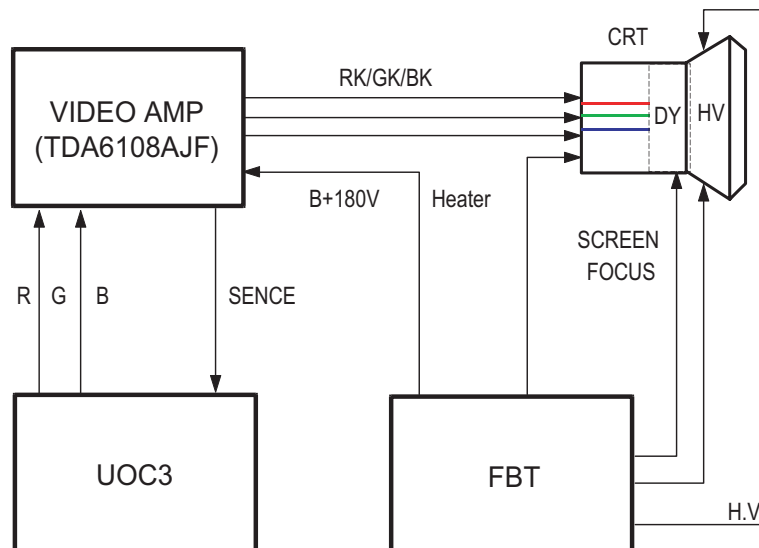 CRT
RK/GK/BK
VIDEO AMP
(TDA6108AJF)
DY
HV
B+180V
Heater
SCREEN
FOCUS
R G B
SENCE
UOC3
FBT
H.V